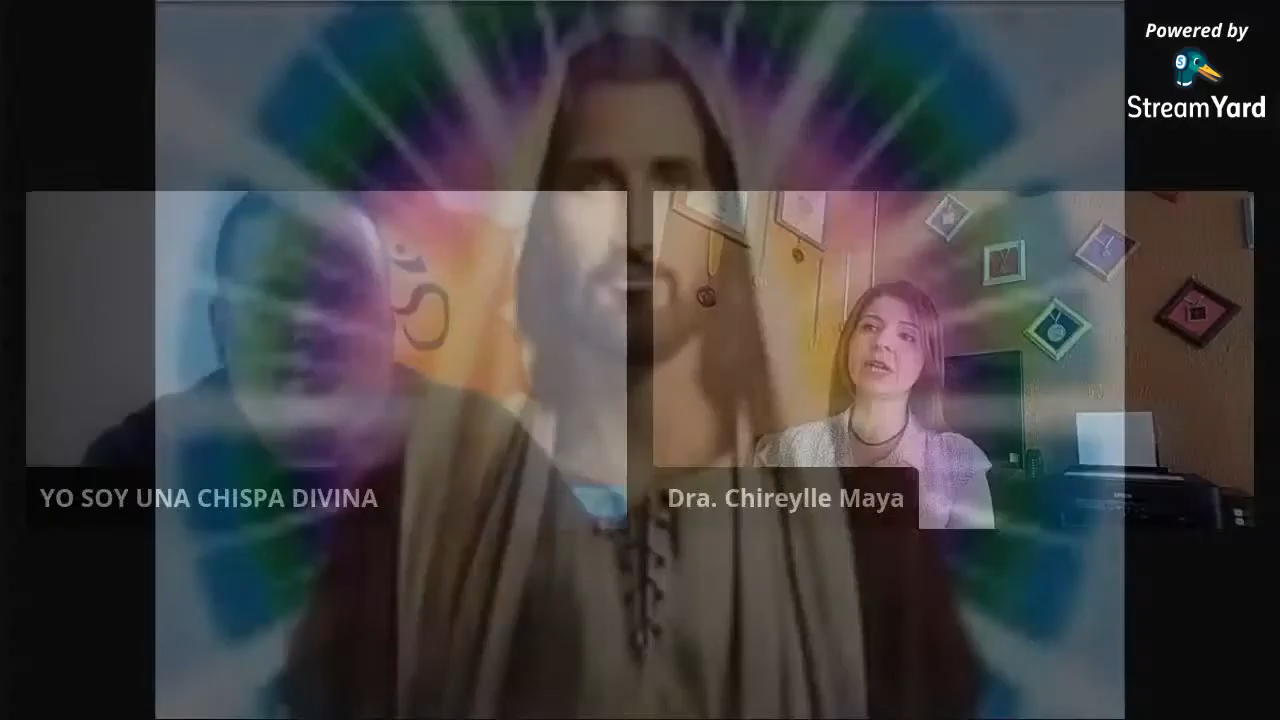 Powered by
StreamYard
YO SOY UNA CHISPA DIVINA
Dra. Chireylle Maya